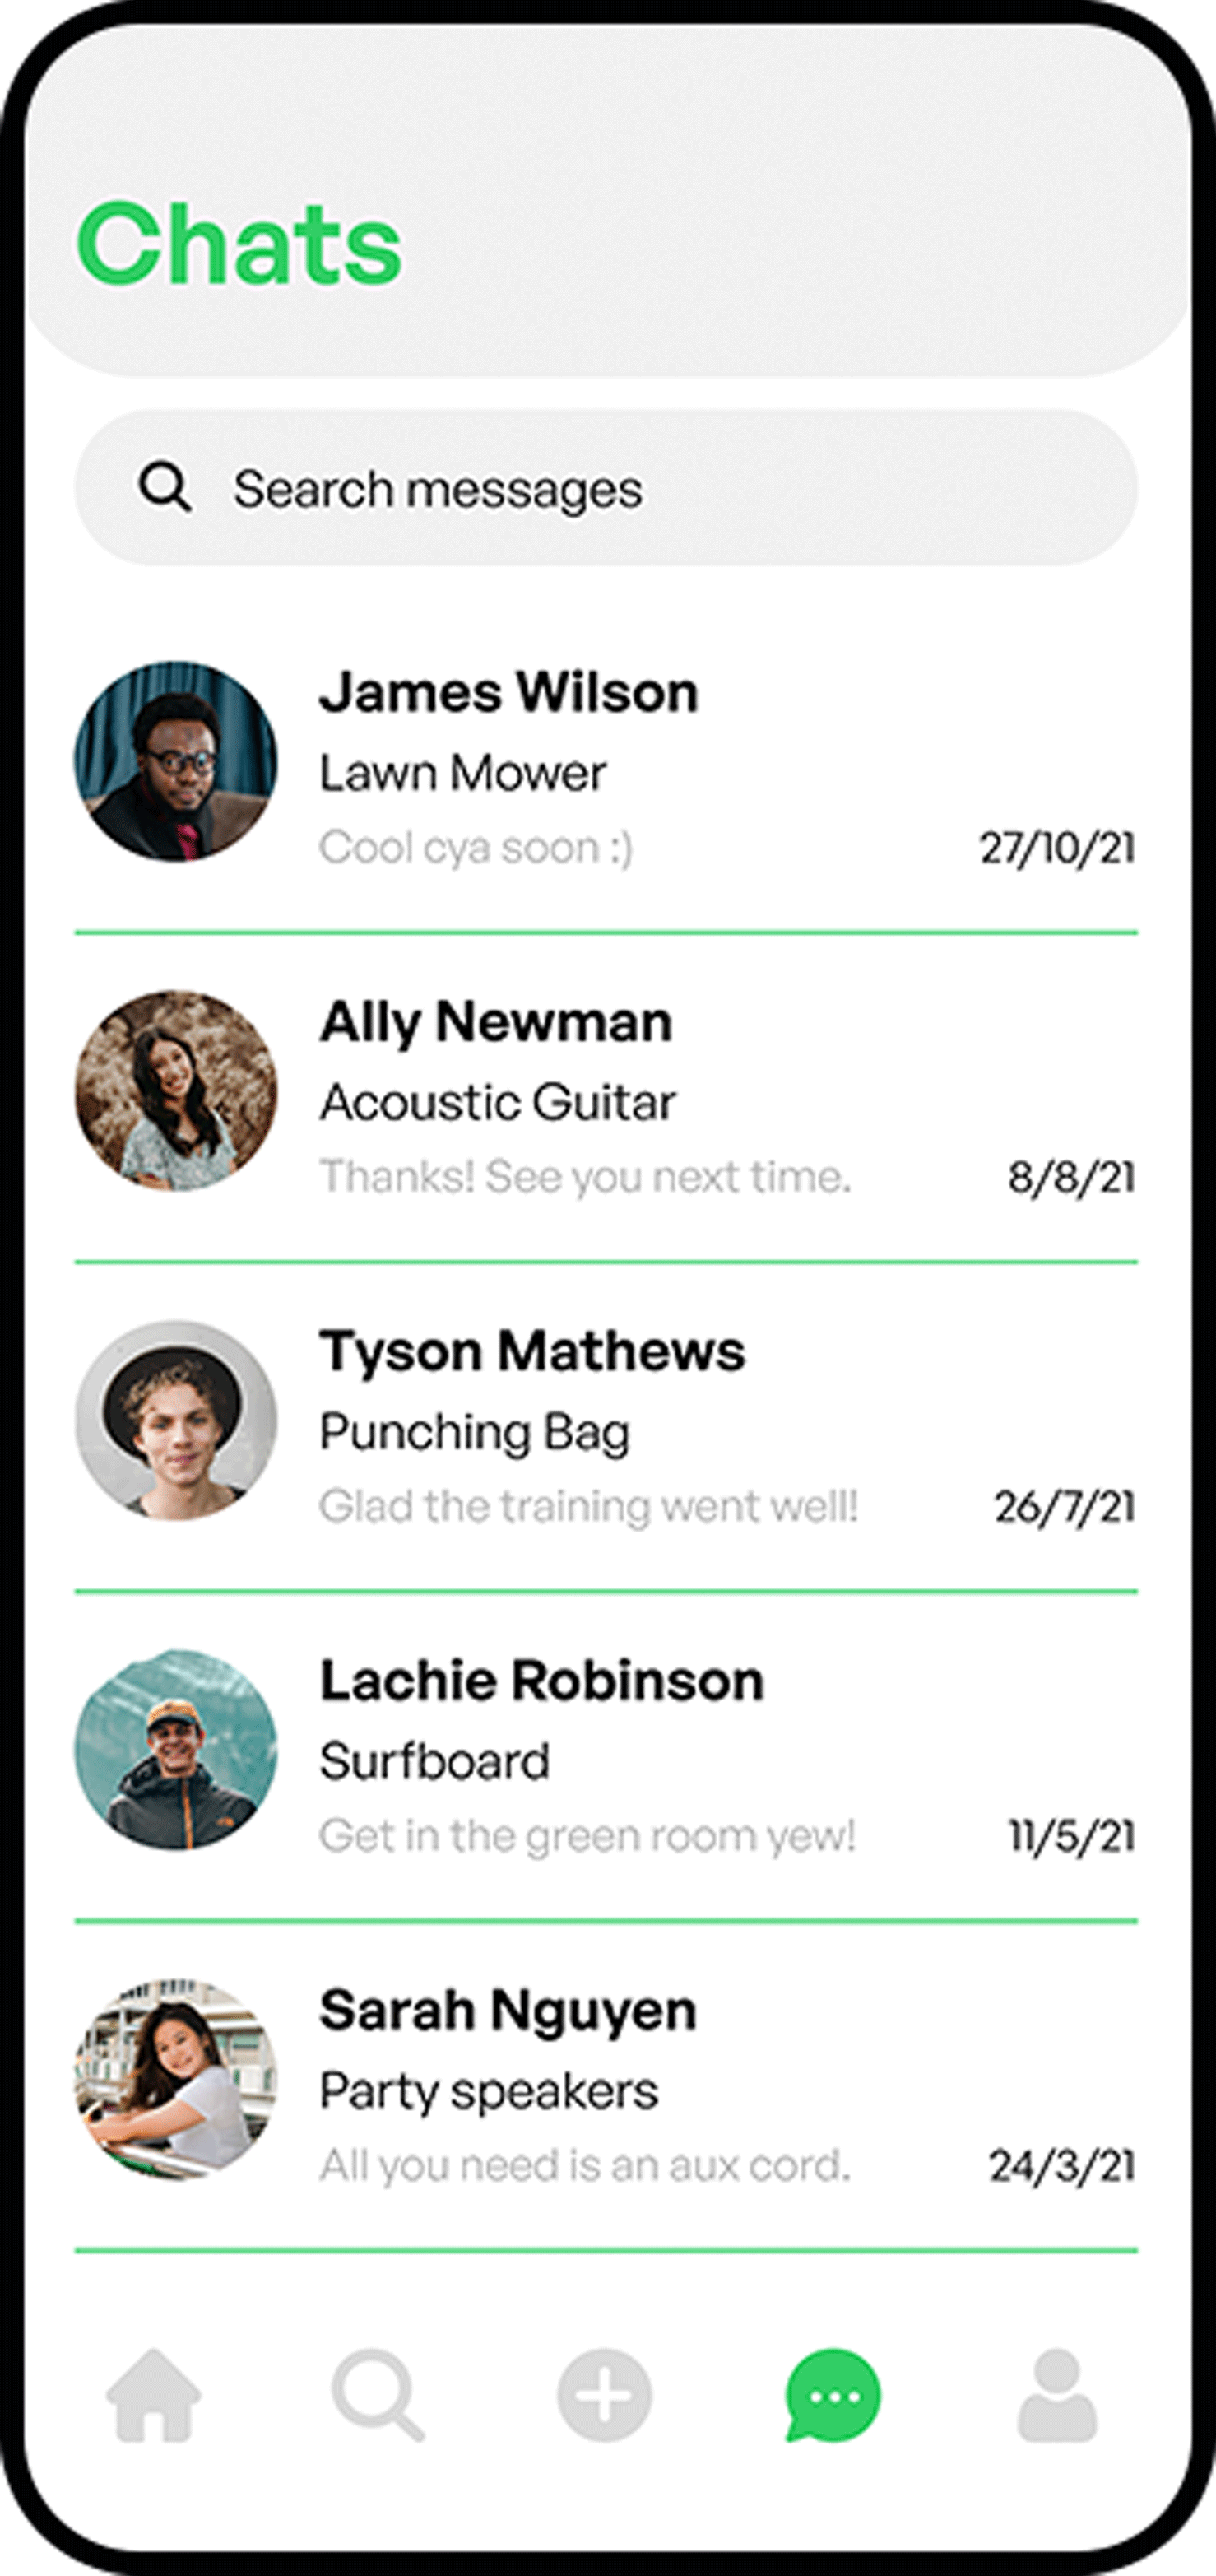 Chats
Search messages
James Wilson
Lawn Mower
Cool cya soon :)
27/10/21
Ally Newman
Acoustic Guitar
Thanks! See you next time.
8/8/21
Tyson Mathews
Punching Bag
Glad the training went well!
26/7/21
Lachie Robinson
Surfboard
Get in the green room yew!
11/5/21
Sarah Nguyen
Party speakers
All you need is an aux cord.
24/3/21